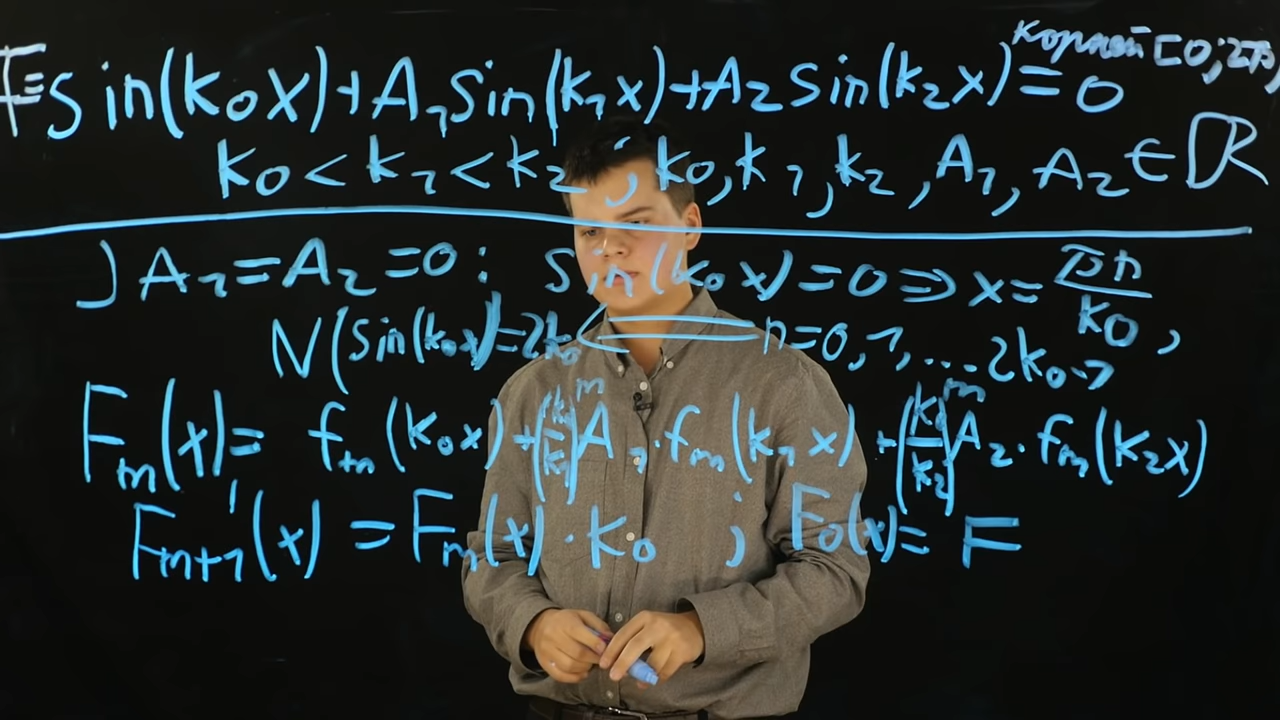 корней [0;2π)
F=sin(k₀x)+A₁sin(k₁x)+A₂sin(k₂x)=0
k₀<k₁<k₂; k₀,k₁,k₂,A₁,A₂∈ℝ
] A₁=A₂=0: sin(k₀x)=0⇒x=πn/k₀,
N(sin(k₀x)=2k₀ ⇐ n=0,1,...2k₀-1
Fₘ(x)= fₘ(k₀x)+(k₀/k₁)ᵐA₁·fₘ(k₁x)+(k₀/k₂)ᵐA₂·fₘ(k₂x)
Fₘ₊₁'(x)=Fₘ(x)·k₀ ; F₀(x)=F